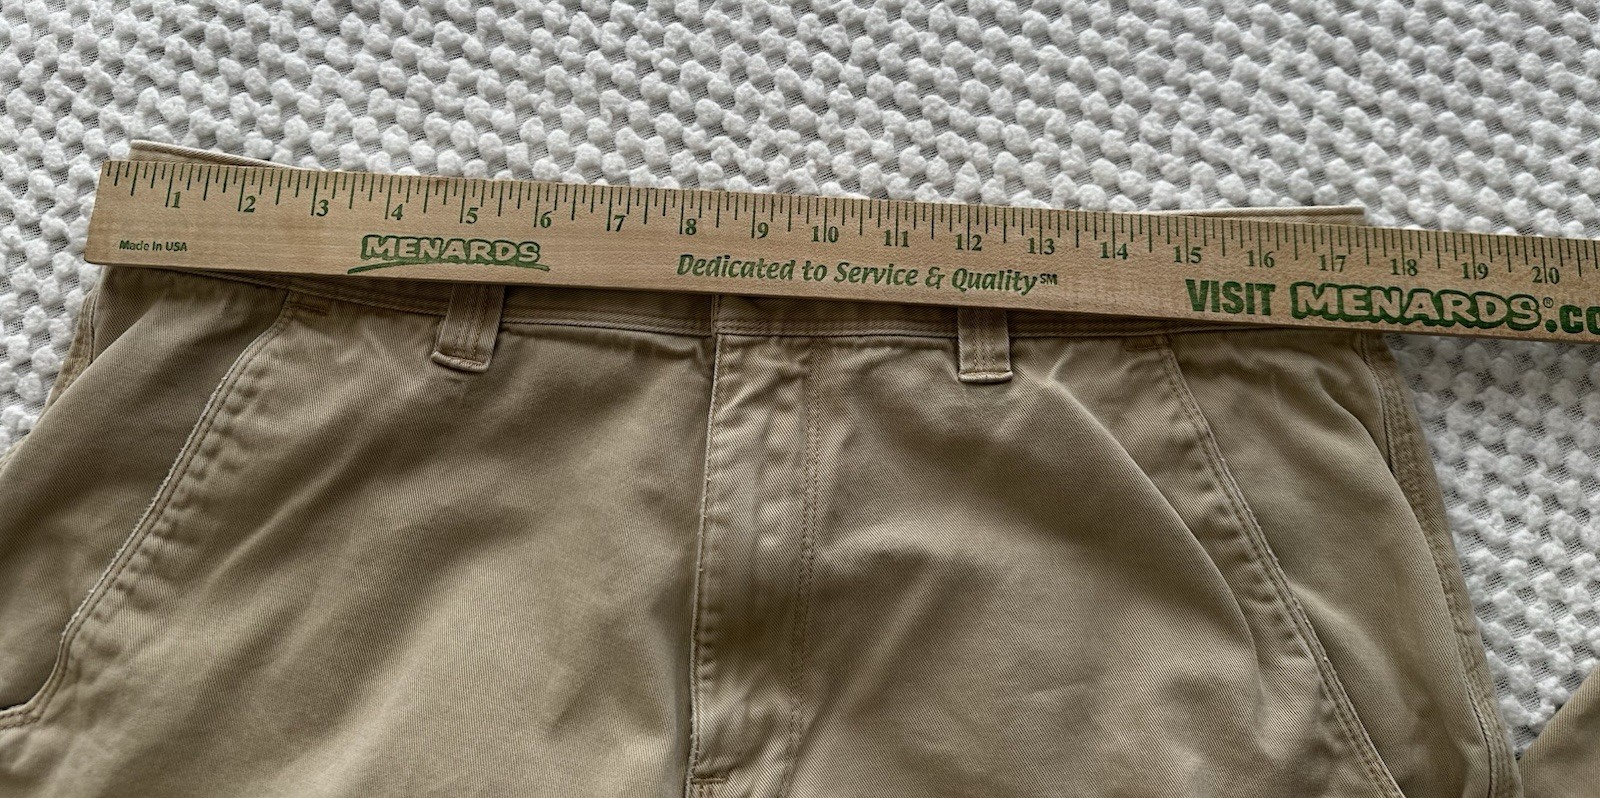 1 2 3 4 5 6 7 8 9 10 11 12 13 14 15 16 17 18 19 20
Made In USA MENARDS Dedicated to Service & Quality℠ VISIT MENARDS®.CO